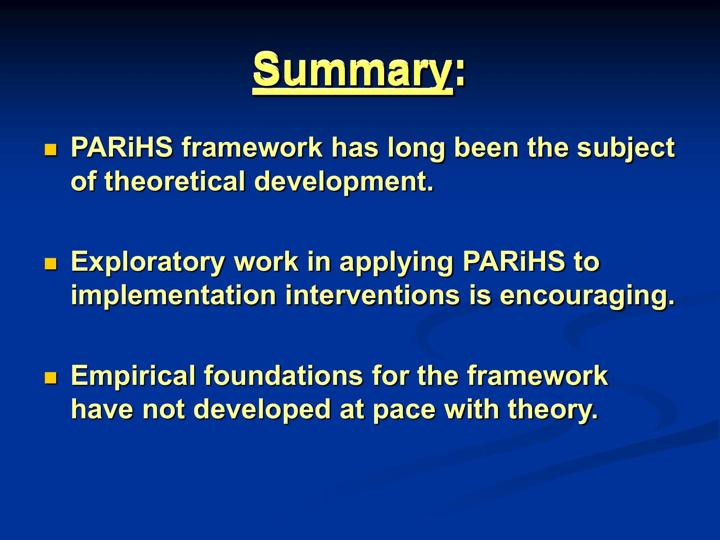 Summary:
PARiHS framework has long been the subject
of theoretical development.
Exploratory work in applying PARiHS to
implementation interventions is encouraging.
Empirical foundations for the framework
have not developed at pace with theory.